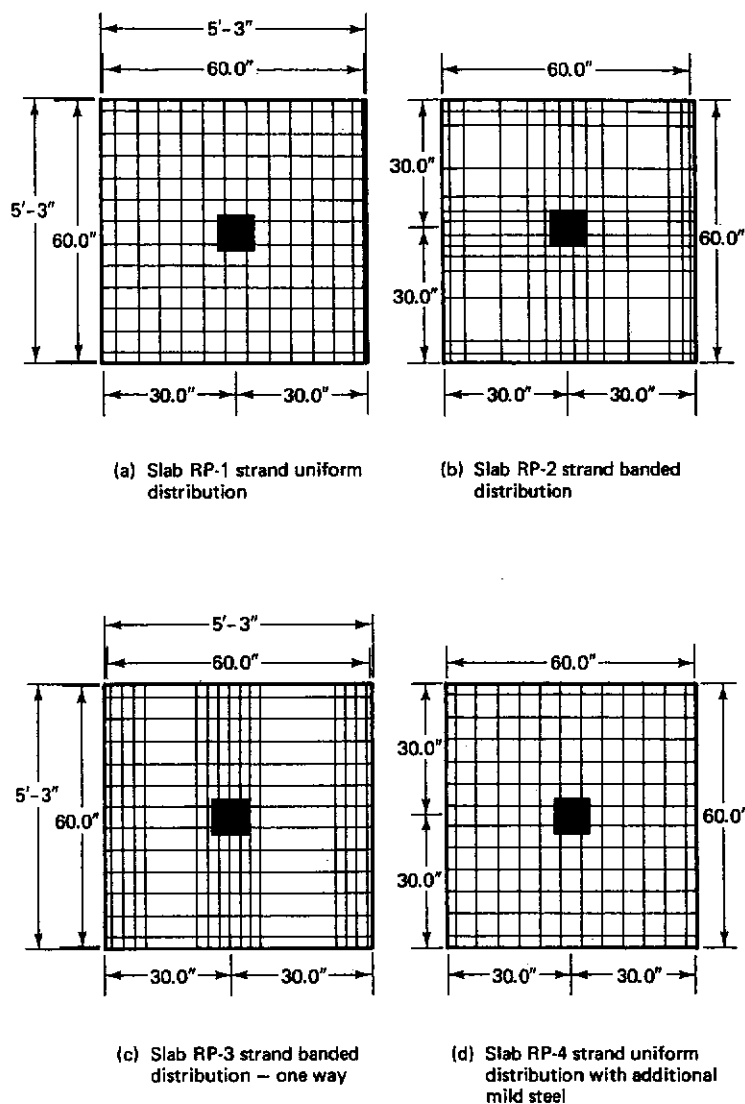 5'-3"
60.0"
60.0"
5'-3"
60.0"
30.0"
30.0"
60.0"
30.0"
30.0"
30.0"
30.0"
(a) Slab RP-1 strand uniform
distribution
(b) Slab RP-2 strand banded
distribution
5'-3"
60.0"
60.0"
5'-3"
60.0"
30.0"
30.0"
60.0'
30.0"
30.0"
30.0"
30.0"
(c) Slab RP-3 strand banded
distribution — one way
(d) Slab RP-4 strand uniform
distribution with additional
mild steel